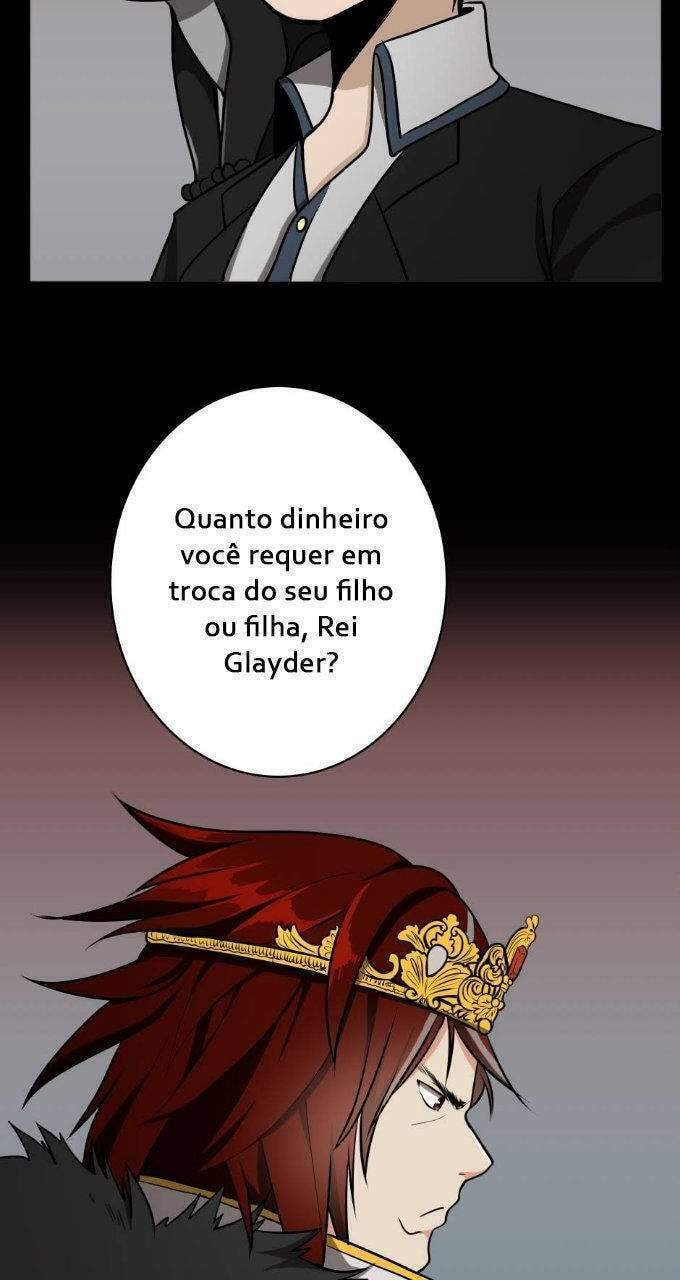 Quanto dinheiro
você requer em
troca do seu filho
ou filha, Rei
Glayder?